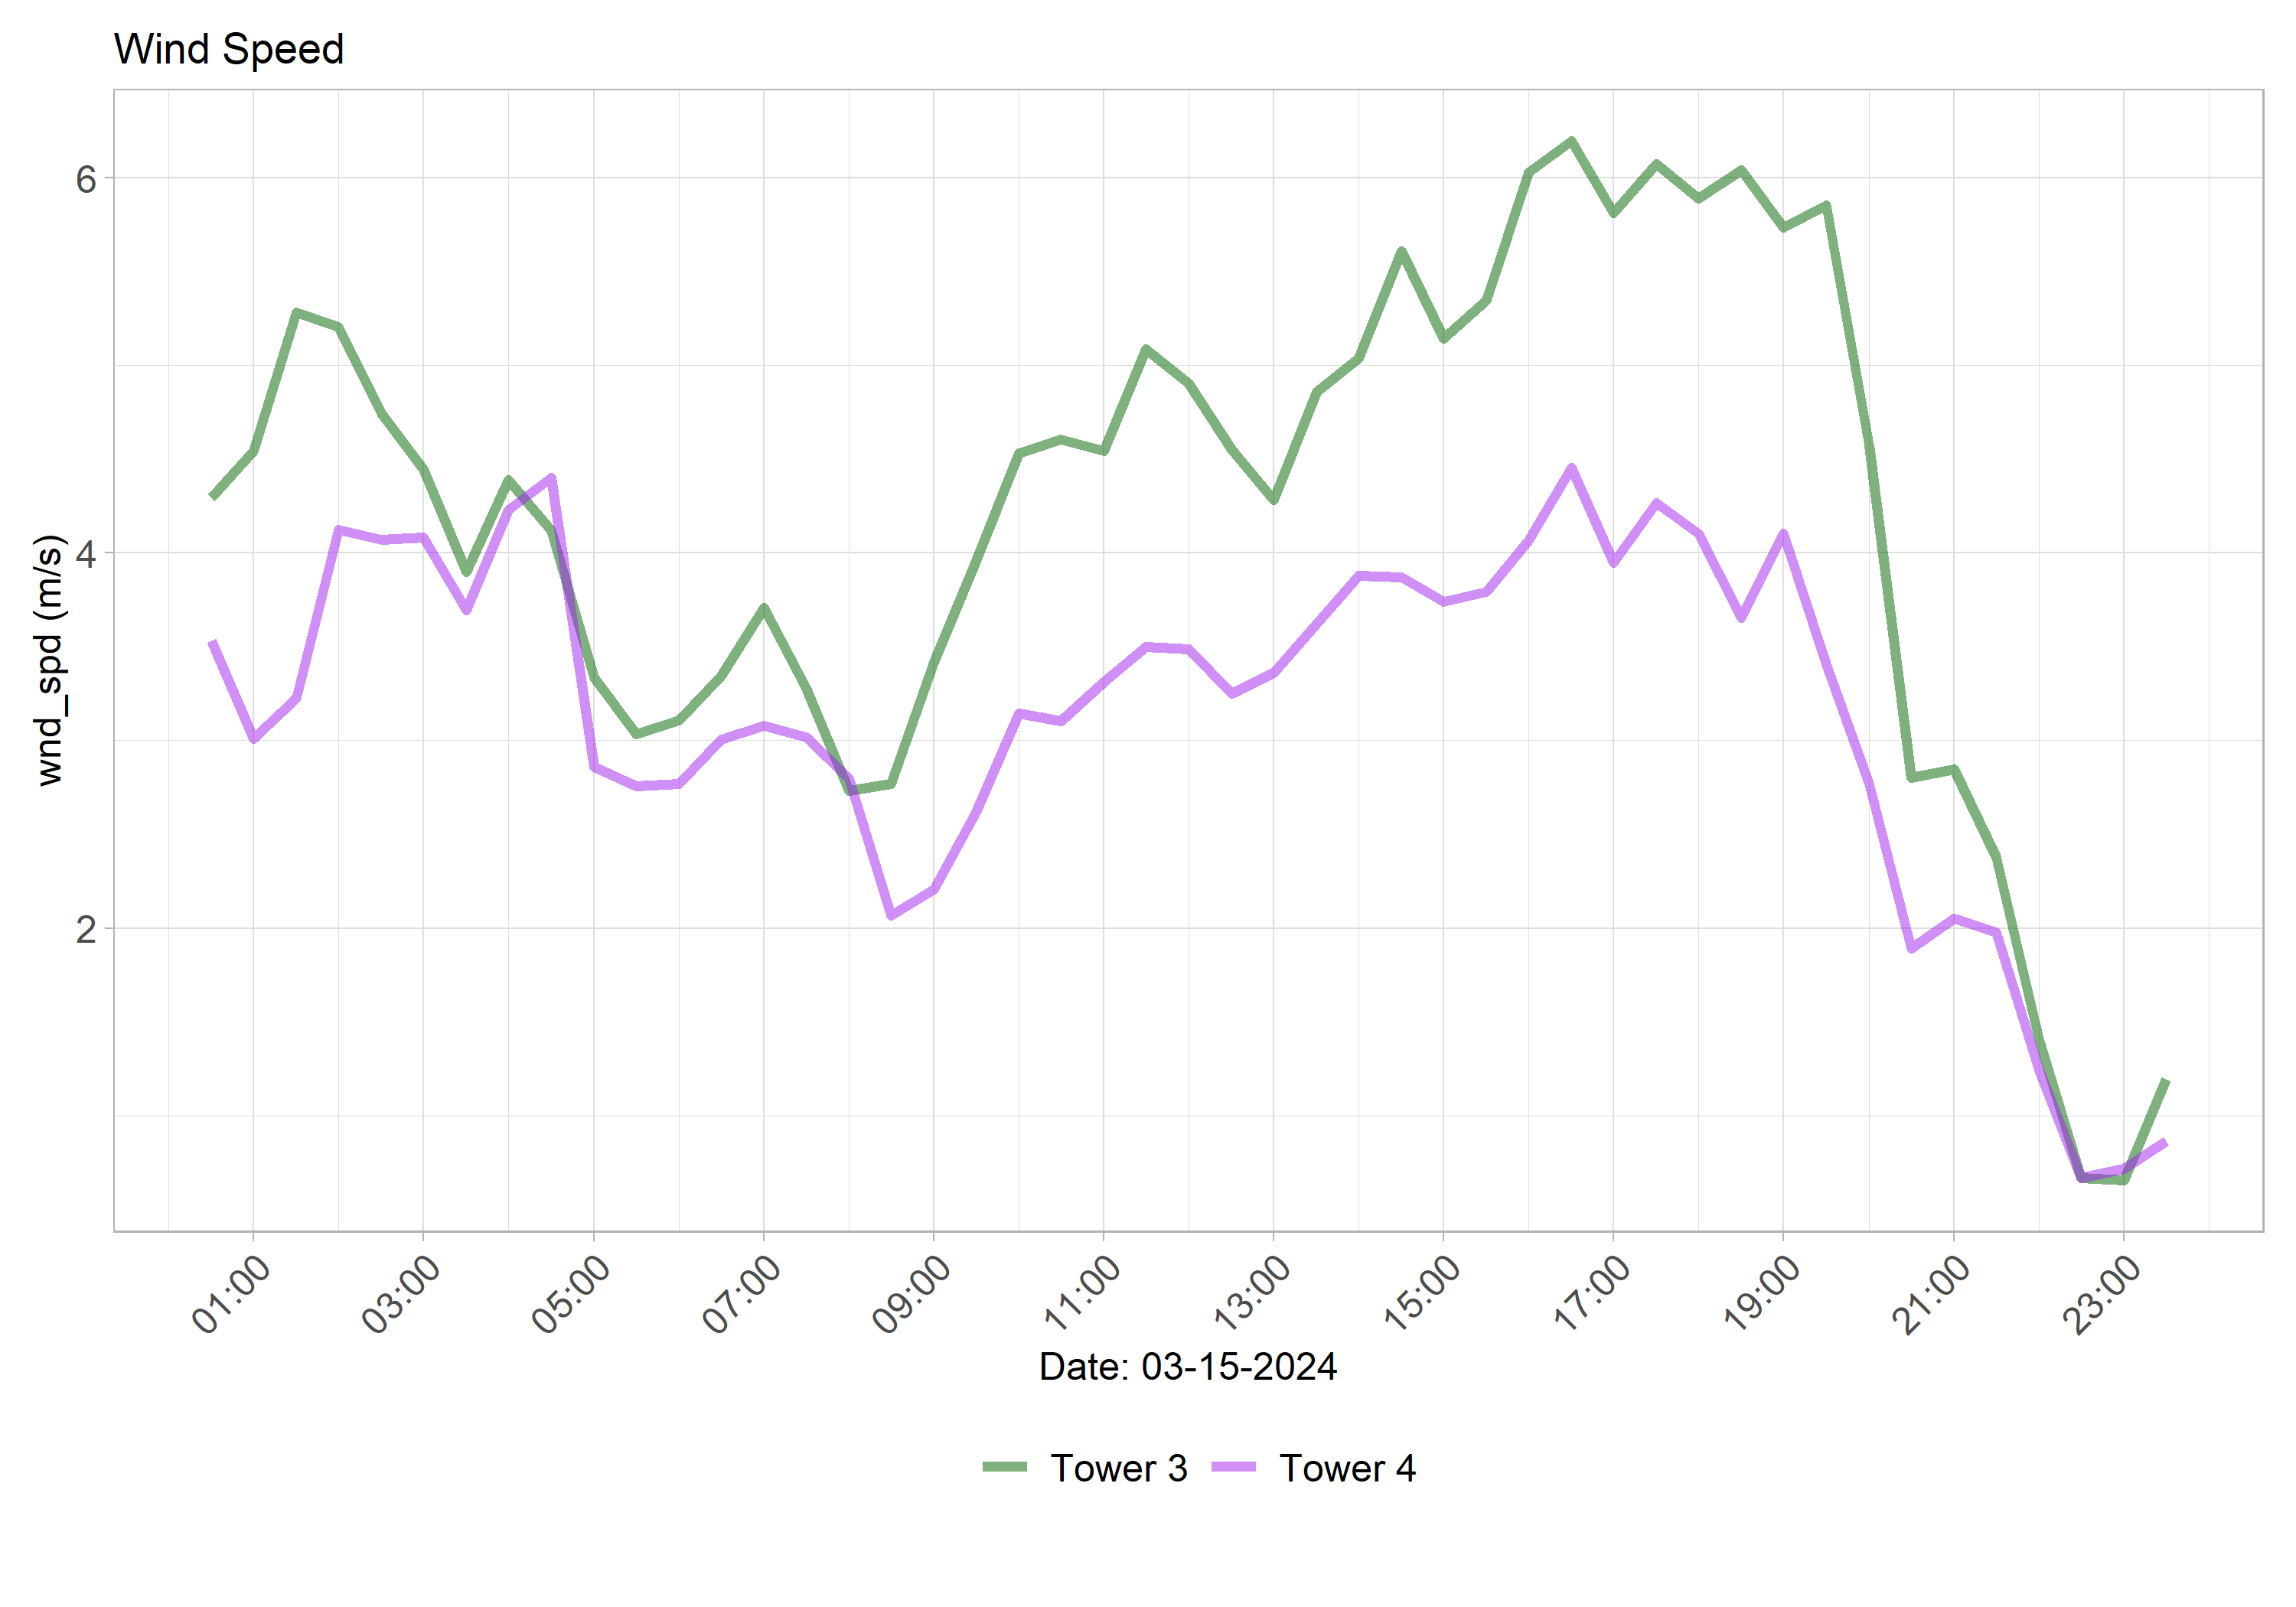 Wind Speed
wnd_spd (m/s)
6
4
2
01:00 03:00 05:00 07:00 09:00 11:00 13:00 15:00 17:00 19:00 21:00 23:00
Date: 03-15-2024
Tower 3 Tower 4